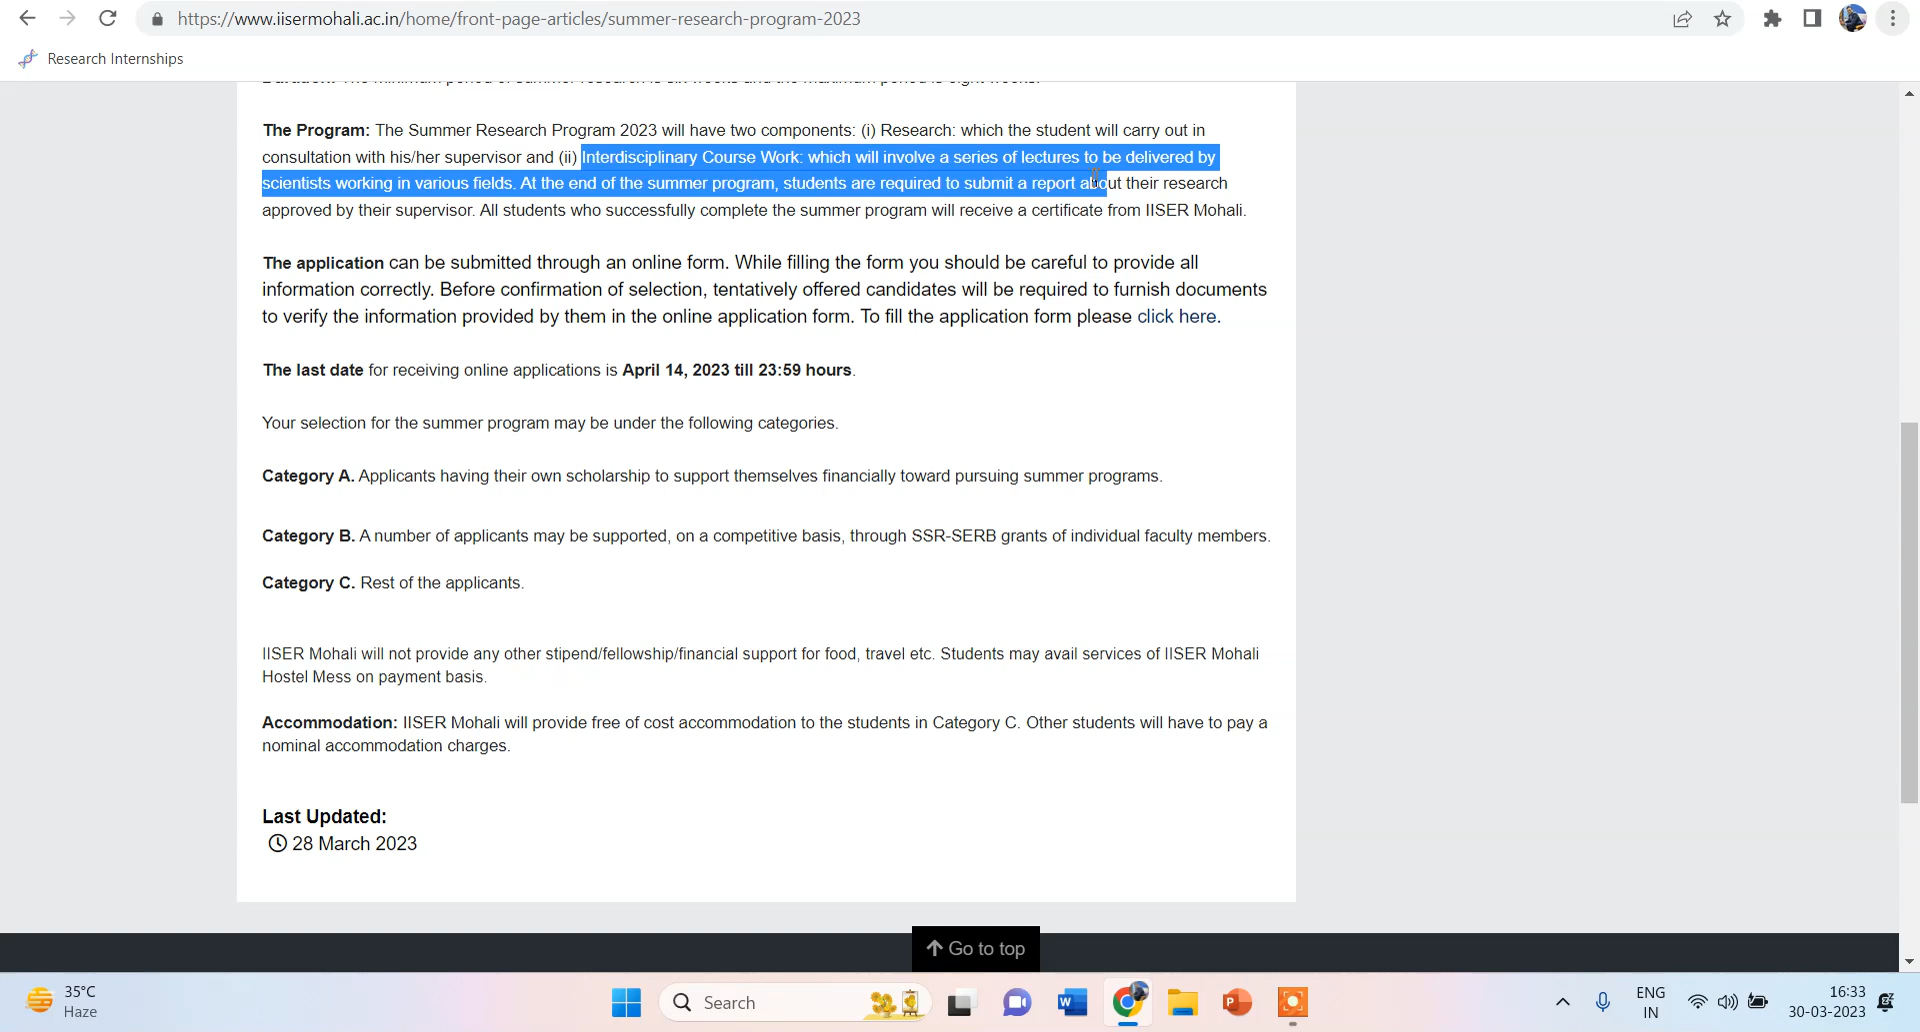 https://www.iisermohali.ac.in/home/front-page-articles/summer-research-program-2023
Research Internships
The Program: The Summer Research Program 2023 will have two components: (i) Research: which the student will carry out in
consultation with his/her supervisor and (ii) Interdisciplinary Course Work: which will involve a series of lectures to be delivered by
scientists working in various fields. At the end of the summer program, students are required to submit a report about their research
approved by their supervisor. All students who successfully complete the summer program will receive a certificate from IISER Mohali.
The application can be submitted through an online form. While filling the form you should be careful to provide all
information correctly. Before confirmation of selection, tentatively offered candidates will be required to furnish documents
to verify the information provided by them in the online application form. To fill the application form please click here.
The last date for receiving online applications is April 14, 2023 till 23:59 hours.
Your selection for the summer program may be under the following categories.
Category A. Applicants having their own scholarship to support themselves financially toward pursuing summer programs.
Category B. A number of applicants may be supported, on a competitive basis, through SSR-SERB grants of individual faculty members.
Category C. Rest of the applicants.
IISER Mohali will not provide any other stipend/fellowship/financial support for food, travel etc. Students may avail services of IISER Mohali
Hostel Mess on payment basis.
Accommodation: IISER Mohali will provide free of cost accommodation to the students in Category C. Other students will have to pay a
nominal accommodation charges.
Last Updated:
28 March 2023
Go to top
35°C
Haze
Search
ENG
IN
16:33
30-03-2023